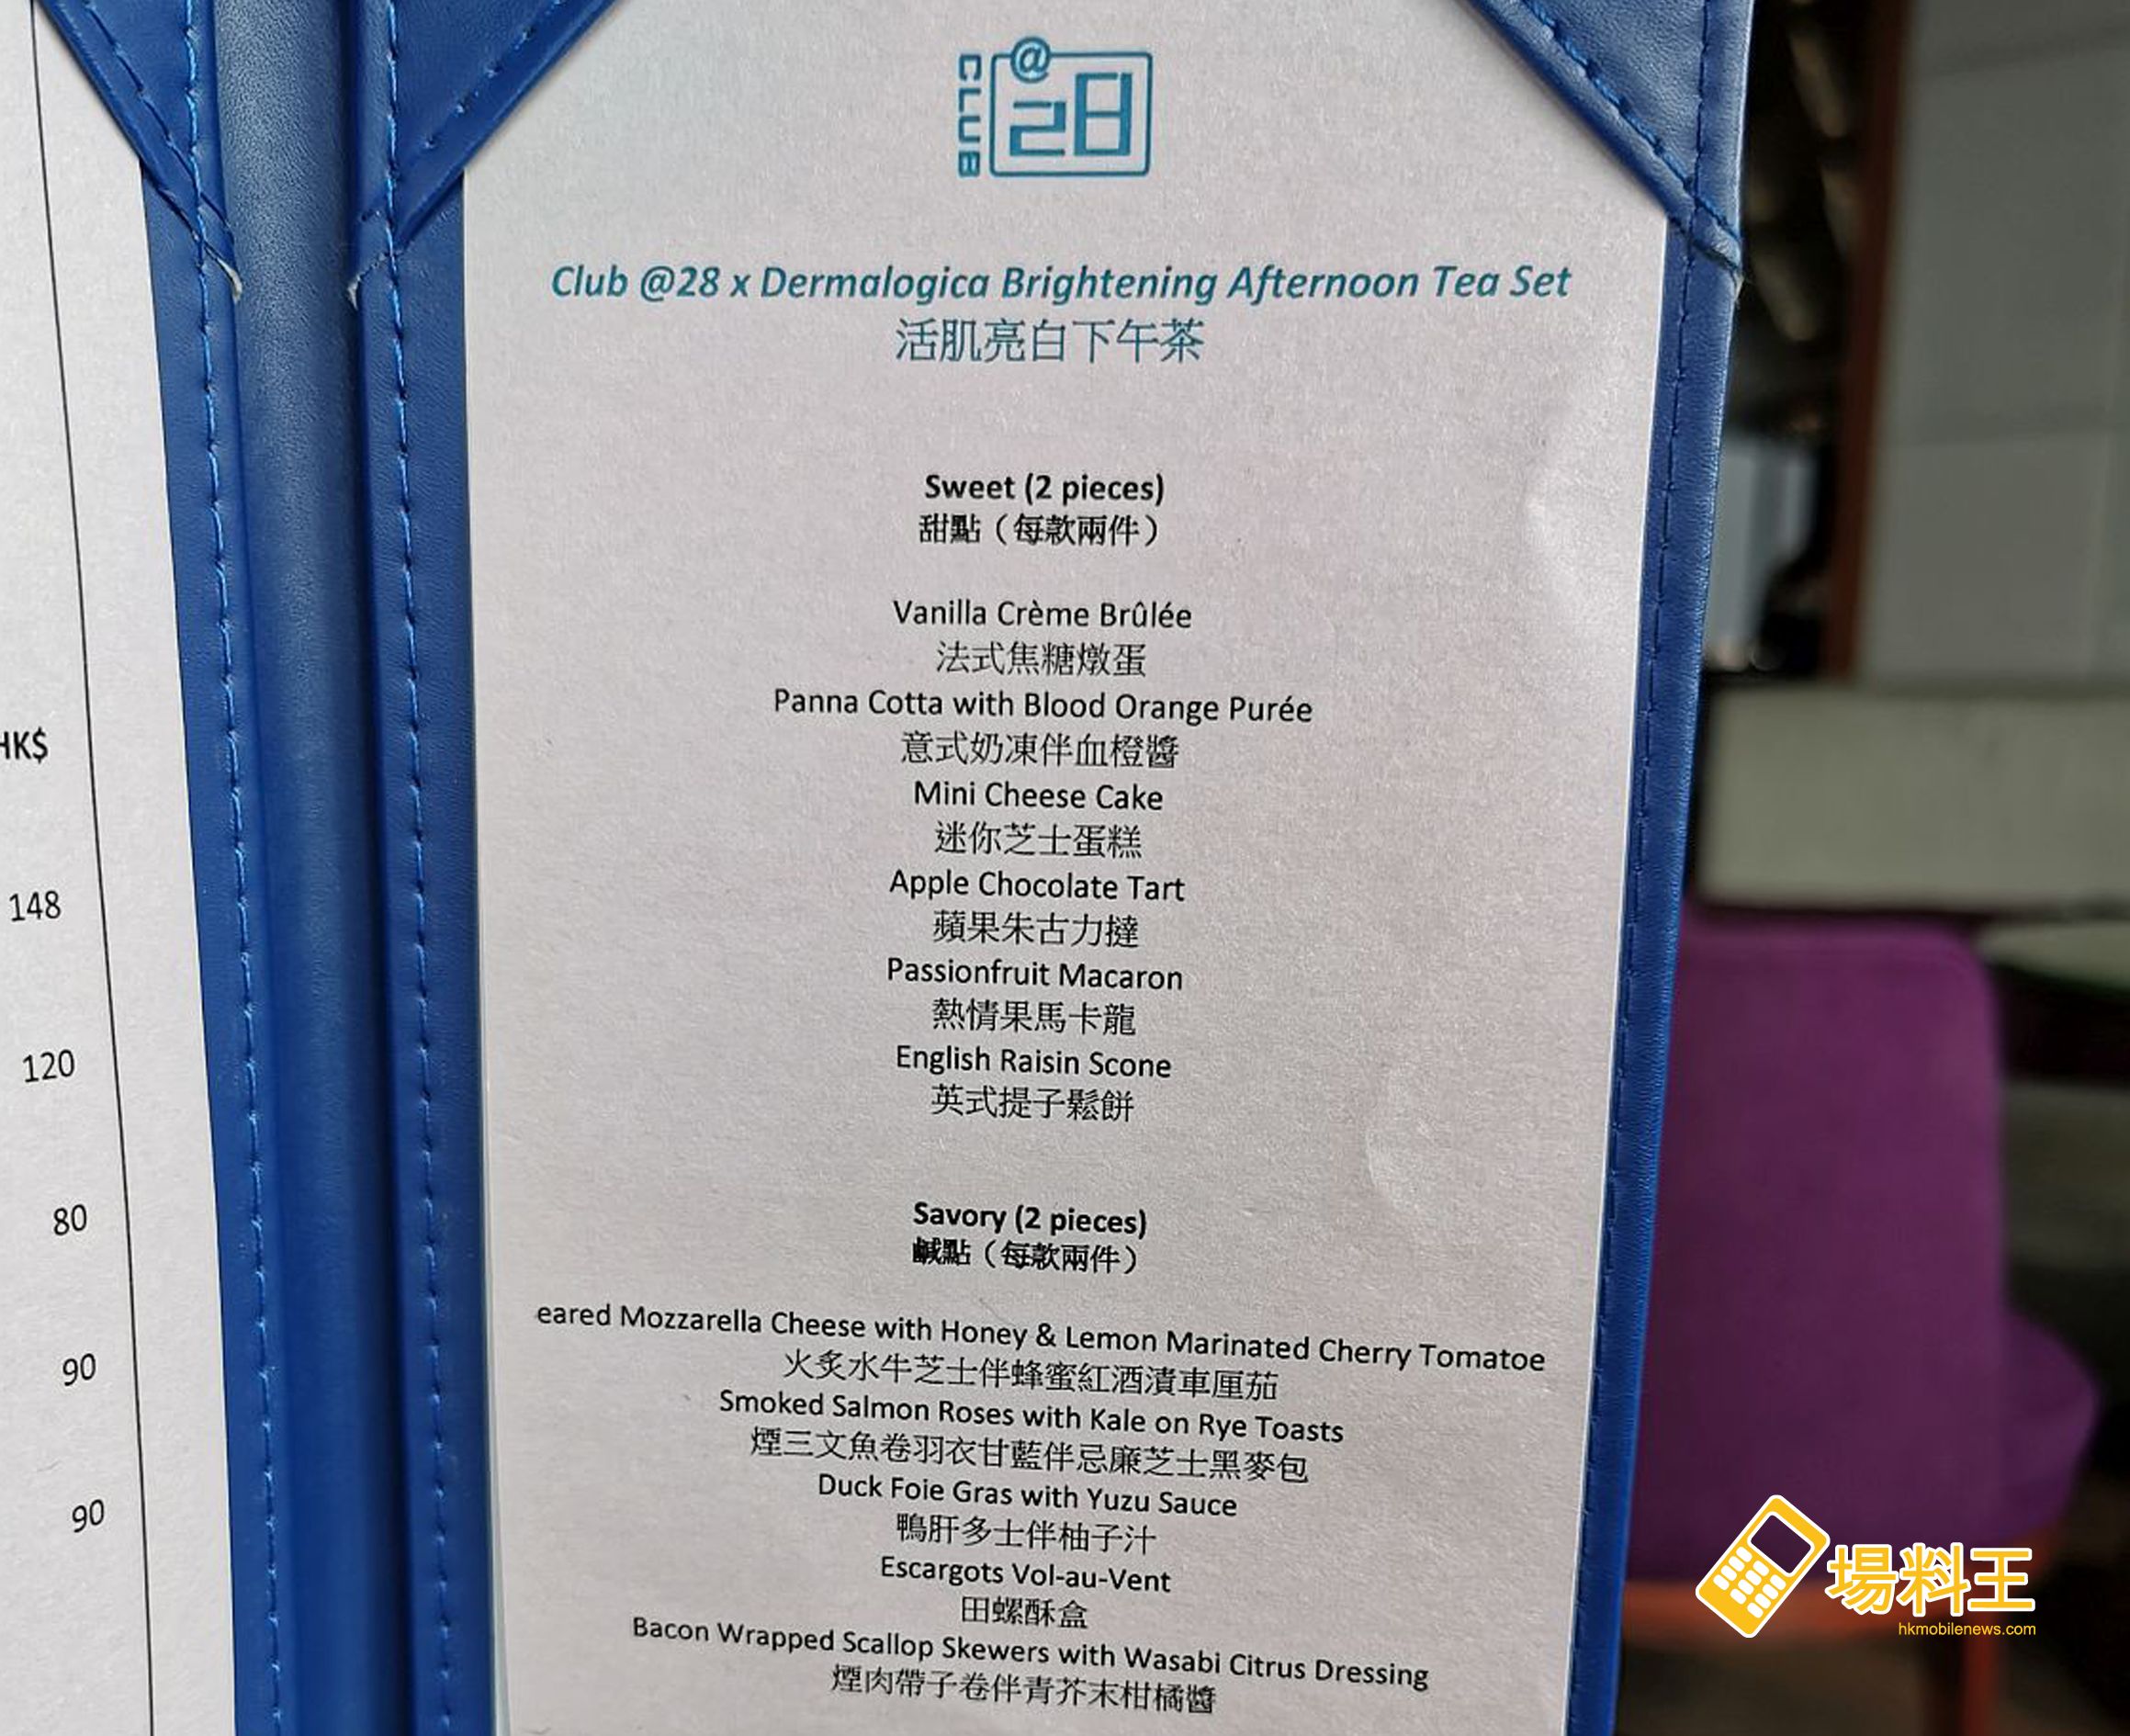 HK$
148
120
80
90
90
CLUB @ 28
Club @28 x Dermalogica Brightening Afternoon Tea Set
活肌亮白下午茶
Sweet (2 pieces)
甜點（每款兩件）
Vanilla Crème Brûlée
法式焦糖燉蛋
Panna Cotta with Blood Orange Purée
意式奶凍伴血橙醬
Mini Cheese Cake
迷你芝士蛋糕
Apple Chocolate Tart
蘋果朱古力撻
Passionfruit Macaron
熱情果馬卡龍
English Raisin Scone
英式提子鬆餅
Savory (2 pieces)
鹹點（每款兩件）
eared Mozzarella Cheese with Honey & Lemon Marinated Cherry Tomatoe
火炙水牛芝士伴蜂蜜紅酒漬車厘茄
Smoked Salmon Roses with Kale on Rye Toasts
煙三文魚卷羽衣甘藍伴忌廉芝士黑麥包
Duck Foie Gras with Yuzu Sauce
鴨肝多士伴柚子汁
Escargots Vol-au-Vent
田螺酥盒
Bacon Wrapped Scallop Skewers with Wasabi Citrus Dressing
煙肉帶子卷伴青芥末柑橘醬
場料王
hkmobilenews.com